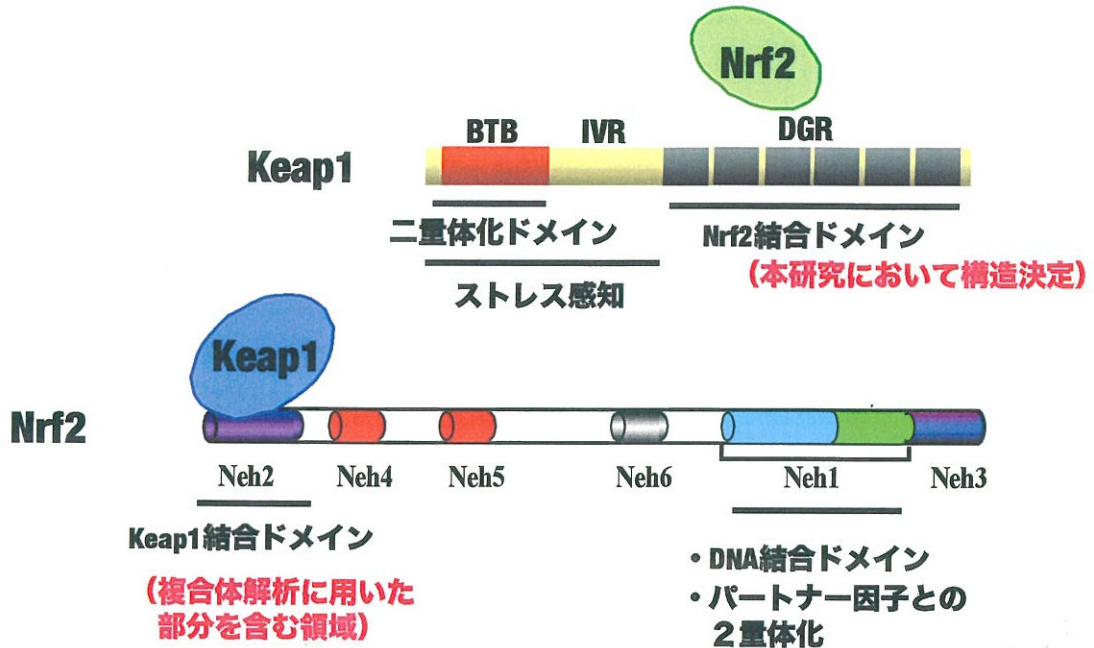 Nrf2
BTB IVR DGR
Keap1
二量体化ドメイン Nrf2結合ドメイン
(本研究において構造決定)
ストレス感知
Keap1
Nrf2
Neh2 Neh4 Neh5 Neh6 Neh1 Neh3
Keap1結合ドメイン
(複合体解析に用いた
部分を含む領域)
・DNA結合ドメイン
・パートナー因子との
２量体化